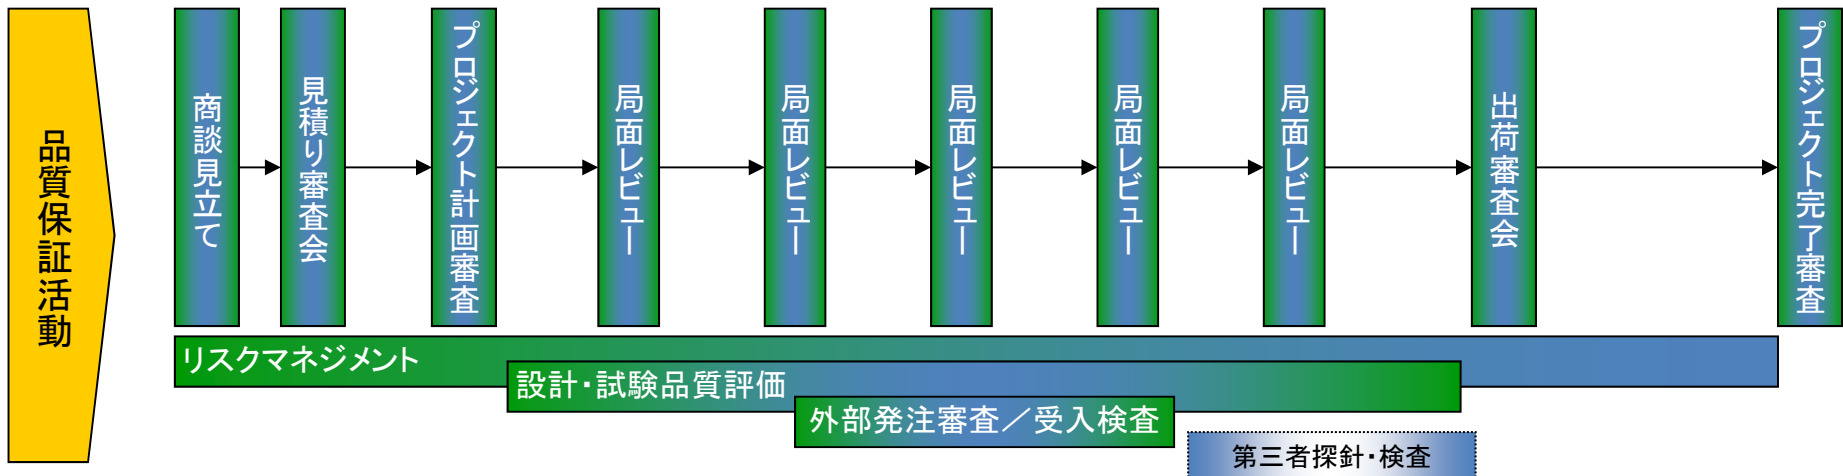 品質保証活動
商談見立て
見積り審査会
プロジェクト計画審査
局面レビュー
局面レビュー
局面レビュー
局面レビュー
局面レビュー
出荷審査会
プロジェクト完了審査
リスクマネジメント
設計・試験品質評価
外部発注審査／受入検査
第三者探針・検査